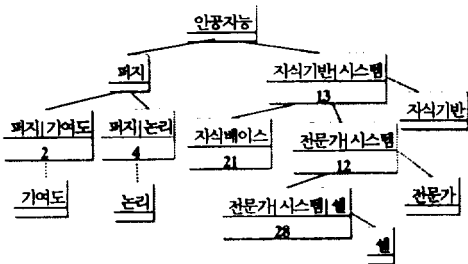 인공지능
퍼지
지식기반|시스템
13
퍼지|기여도
2
퍼지|논리
4
지식베이스
21
전문가|시스템
12
지식기반
기여도
논리
전문가|시스템|쉘
28
전문가
쉘